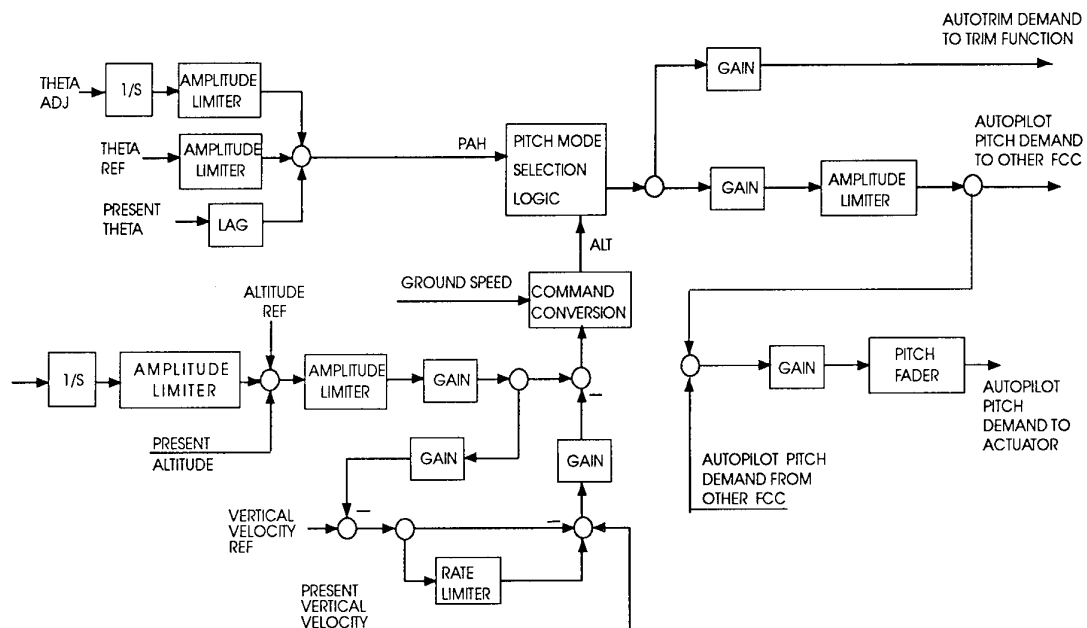 AUTOTRIM DEMAND
TO TRIM FUNCTION
GAIN
THETA
ADJ
1/S
AMPLITUDE
LIMITER
THETA
REF
AMPLITUDE
LIMITER
PRESENT
THETA
LAG
PAH
PITCH MODE
SELECTION
LOGIC
GAIN
AMPLITUDE
LIMITER
AUTOPILOT
PITCH DEMAND
TO OTHER FCC
ALT
GROUND SPEED
COMMAND
CONVERSION
ALTITUDE
REF
1/S
AMPLITUDE
LIMITER
AMPLITUDE
LIMITER
GAIN
–
PRESENT
ALTITUDE
GAIN
GAIN
GAIN
PITCH
FADER
AUTOPILOT
PITCH
DEMAND TO
ACTUATOR
AUTOPILOT PITCH
DEMAND FROM
OTHER FCC
VERTICAL
VELOCITY
REF
–
–
RATE
LIMITER
PRESENT
VERTICAL
VELOCITY